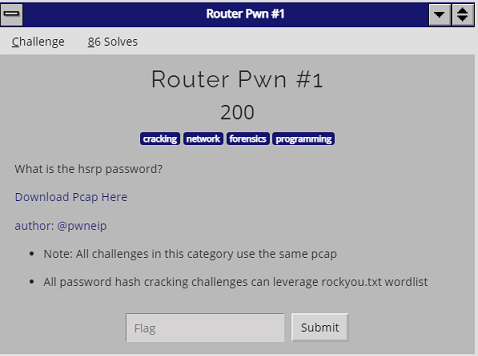 Router Pwn #1
Challenge 86 Solves
Router Pwn #1
200
cracking network forensics programming
What is the hsrp password?
Download Pcap Here
author: @pwneip
Note: All challenges in this category use the same pcap
All password hash cracking challenges can leverage rockyou.txt wordlist
Flag Submit